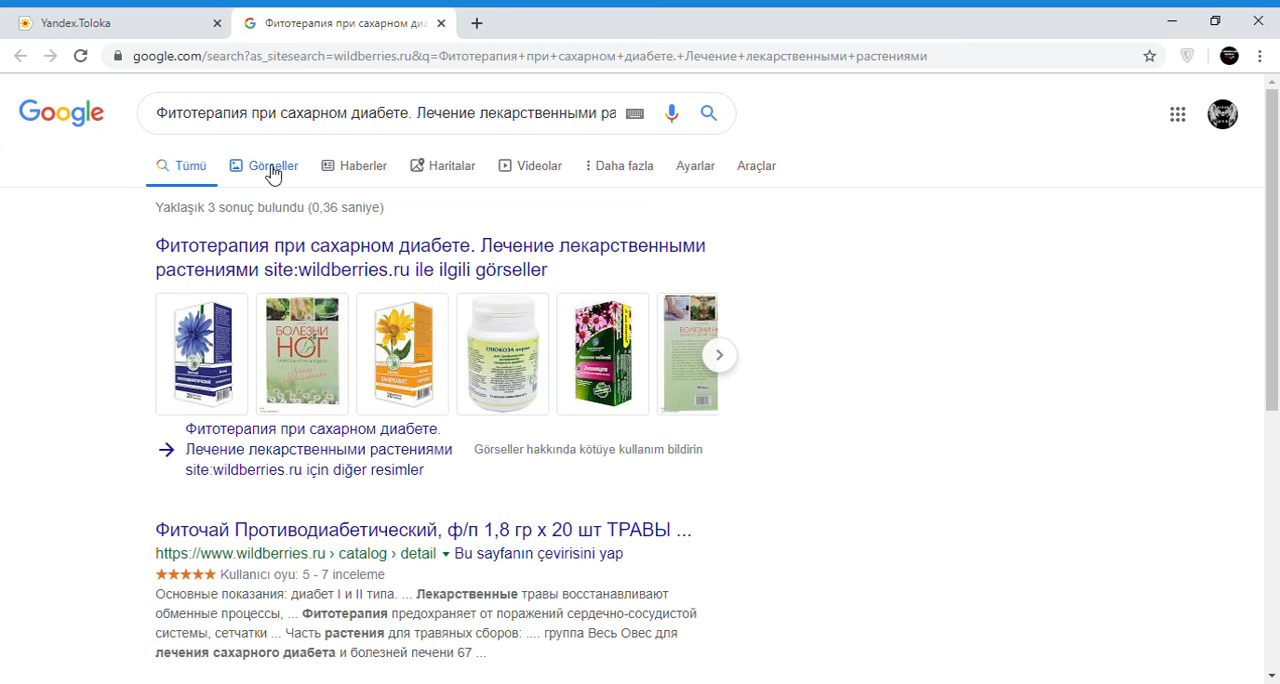 Yandex.Toloka
Фитотерапия при сахарном диа
google.com/search?as_sitesearch=wildberries.ru&q=Фитотерапия+при+сахарном+диабете.+Лечение+лекарственными+растениями
Google
Фитотерапия при сахарном диабете. Лечение лекарственными ра
Tümü Görseller Haberler Haritalar Videolar Daha fazla Ayarlar Araçlar
Yaklaşık 3 sonuç bulundu (0,36 saniye)
Фитотерапия при сахарном диабете. Лечение лекарственными
растениями site:wildberries.ru ile ilgili görseller
БОЛЕЗНИ
НОГ
Фитотерапия при сахарном диабете.
Лечение лекарственными растениями
site:wildberries.ru için diğer resimler
Görseller hakkında kötüye kullanım bildirin
Фиточай Противодиабетический, ф/п 1,8 гр х 20 шт ТРАВЫ ...
https://www.wildberries.ru › catalog › detail Bu sayfanın çevirisini yap
Kullanıcı oyu: 5 - 7 inceleme
Основные показания: диабет I и II типа. ... Лекарственные травы восстанавливают
обменные процессы, ... Фитотерапия предохраняет от поражений сердечно-сосудистой
системы, сетчатки ... Часть растения для травяных сборов: .... группа Весь Овес для
лечения сахарного диабета и болезней печени 67 ...